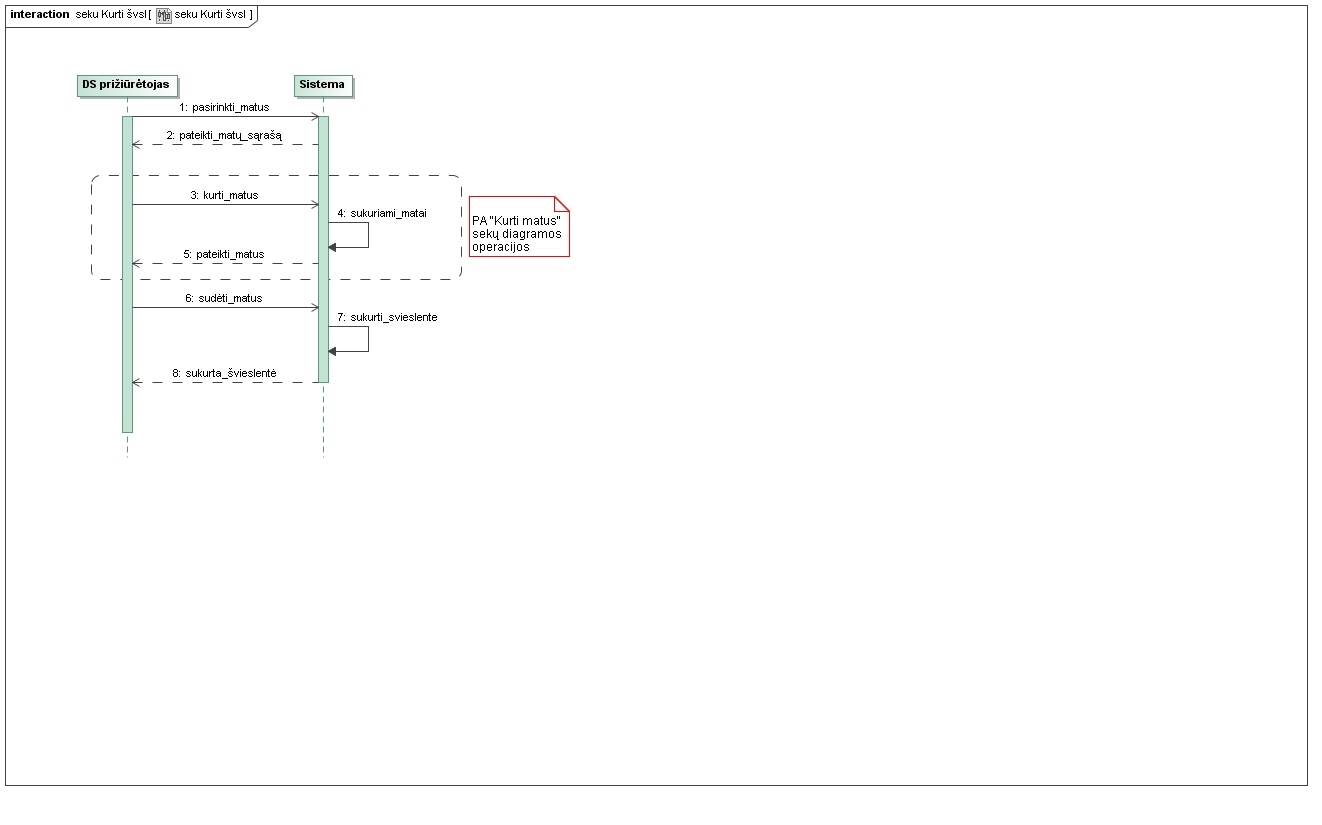 interaction seku Kurti švsl[ seku Kurti švsl ]
DS prižiūrėtojas
Sistema
1: pasirinkti_matus
2: pateikti_matų_sąrašą
3: kurti_matus
4: sukuriami_matai
PA "Kurti matus"
sekų diagramos
operacijos
5: pateikti_matus
6: sudėti_matus
7: sukurti_svieslente
8: sukurta_švieslentė